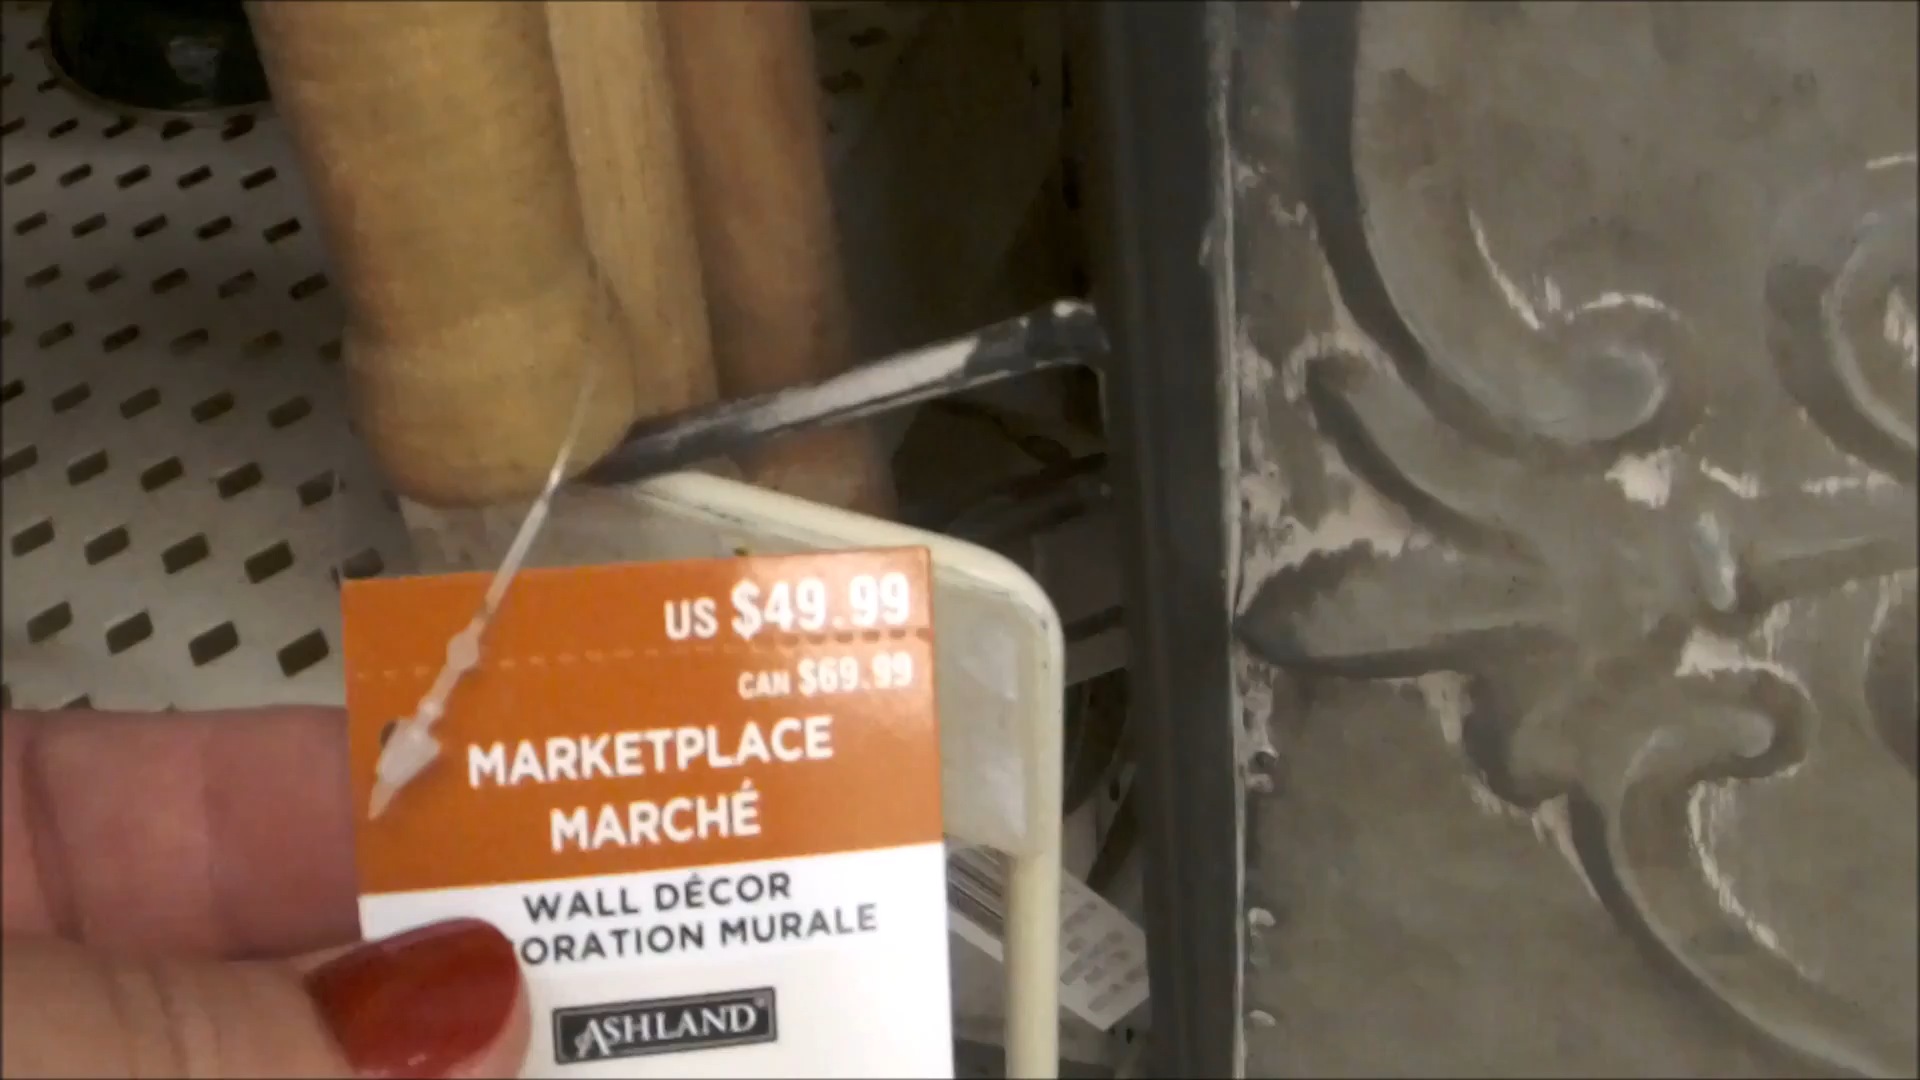 US $49.99
CAN $69.99
MARKETPLACE
MARCHÉ
WALL DÉCOR
ORATION MURALE
ASHLAND®